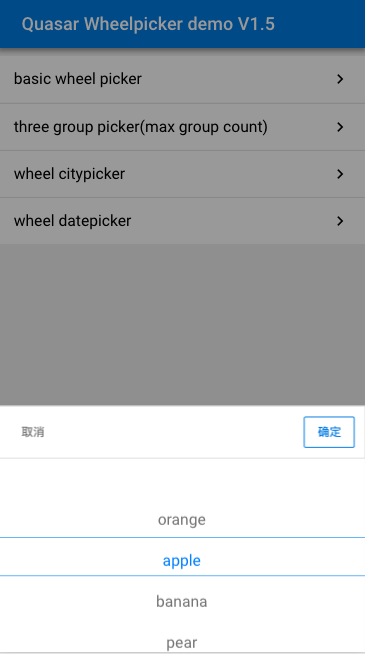 Quasar Wheelpicker demo V1.5
basic wheel picker
three group picker(max group count)
wheel citypicker
wheel datepicker
取消 确定
orange
apple
banana
pear